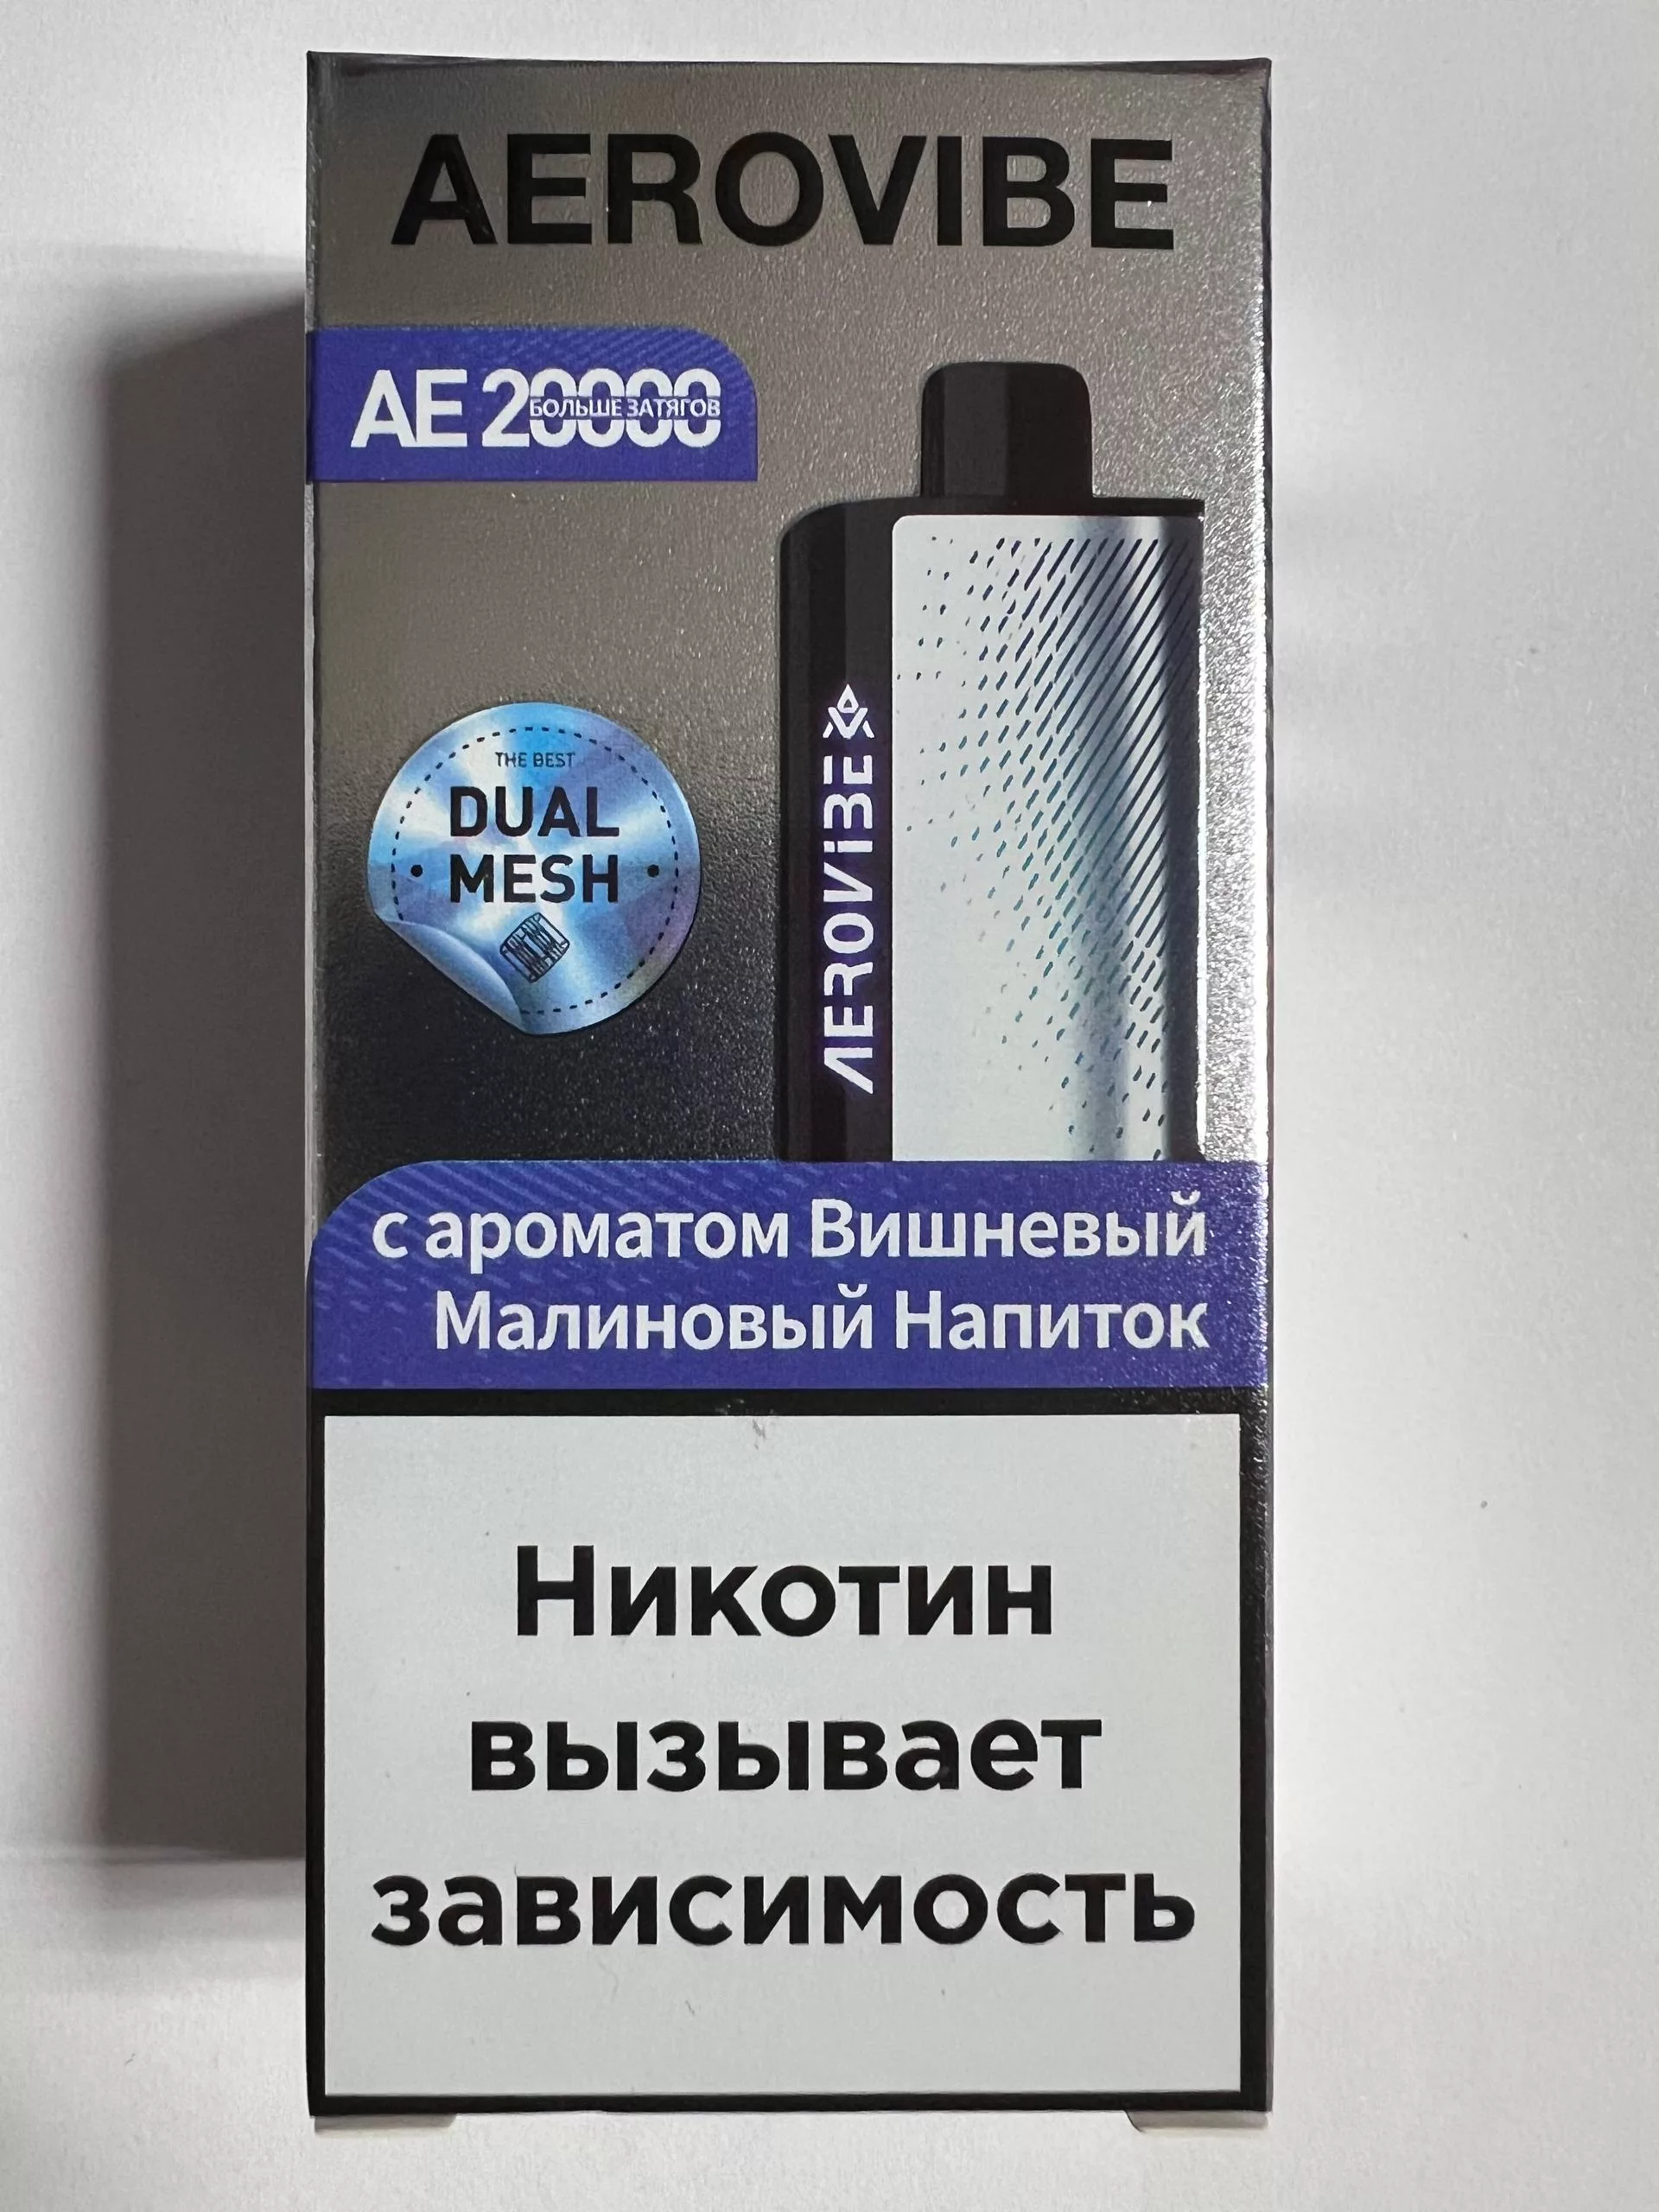 AEROVIBE
AE 20000
БОЛЬШЕ ЗАТЯГОВ
THE BEST
DUAL
MESH
AEROVIBE
с ароматом Вишневый
Малиновый Напиток
Никотин
вызывает
зависимость